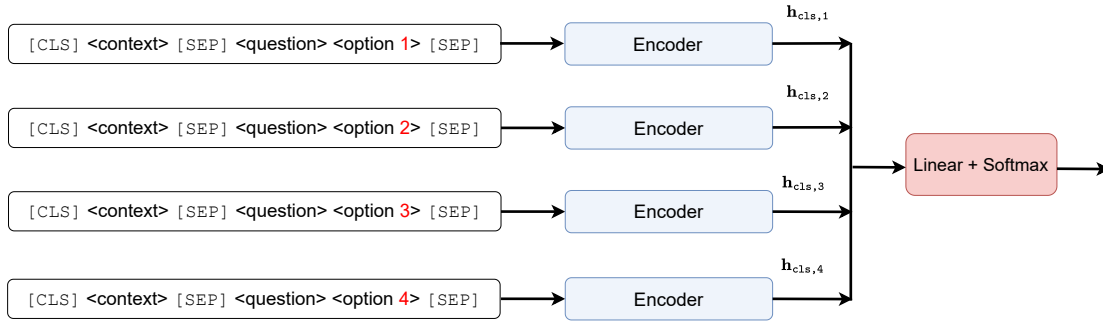 h_cls,1
[CLS] <context> [SEP] <question> <option 1> [SEP]
Encoder
h_cls,2
[CLS] <context> [SEP] <question> <option 2> [SEP]
Encoder
Linear + Softmax
h_cls,3
[CLS] <context> [SEP] <question> <option 3> [SEP]
Encoder
h_cls,4
[CLS] <context> [SEP] <question> <option 4> [SEP]
Encoder